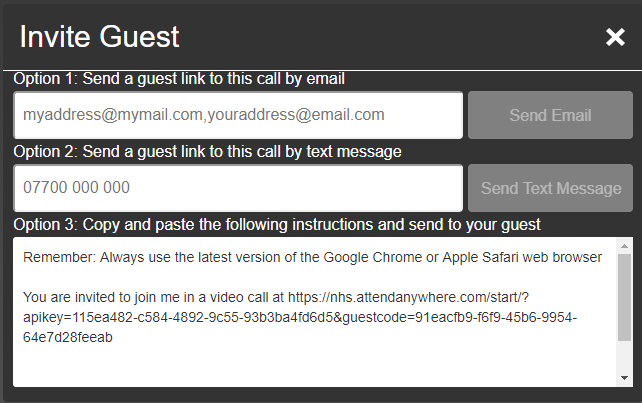 Invite Guest
Option 1: Send a guest link to this call by email
myaddress@mymail.com,youraddress@email.com
Send Email
Option 2: Send a guest link to this call by text message
07700 000 000
Send Text Message
Option 3: Copy and paste the following instructions and send to your guest
Remember: Always use the latest version of the Google Chrome or Apple Safari web browser
You are invited to join me in a video call at https://nhs.attendanywhere.com/start/?
apikey=115ea482-c584-4892-9c55-93b3ba4fd6d5&guestcode=91eacfb9-f6f9-45b6-9954-
64e7d28feeab